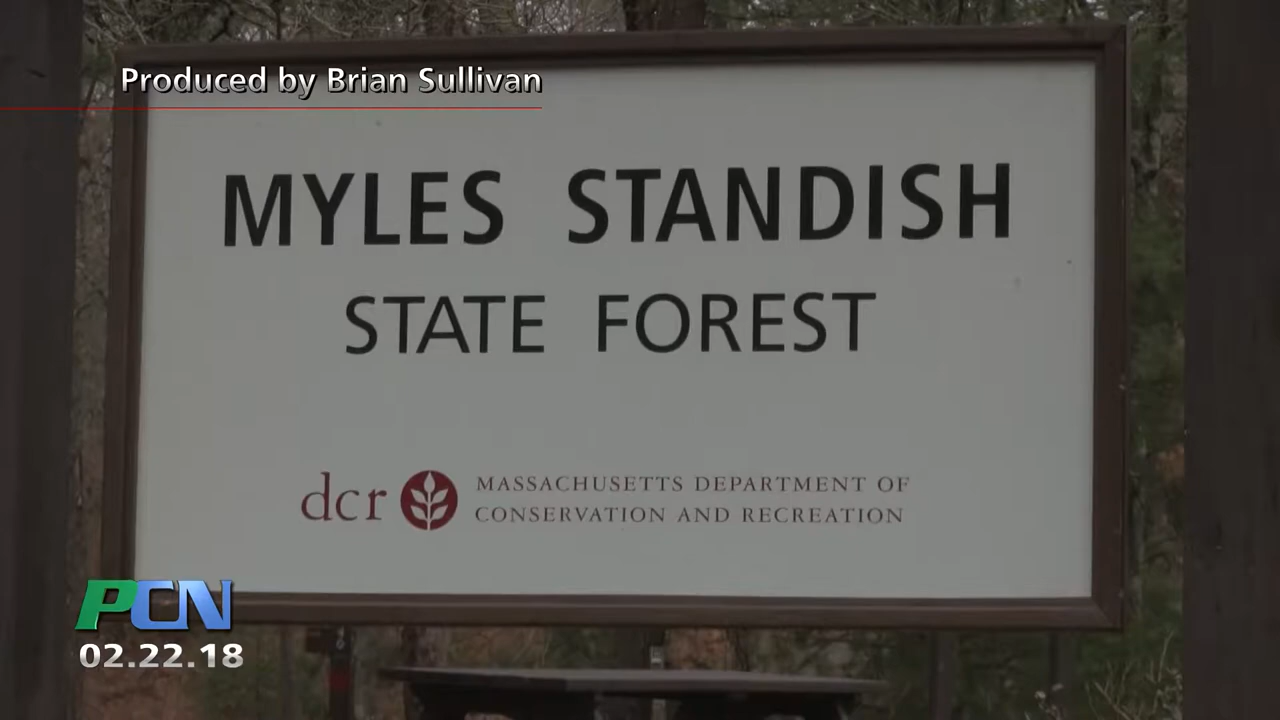 Produced by Brian Sullivan
MYLES STANDISH
STATE FOREST
dcr
MASSACHUSETTS DEPARTMENT OF
CONSERVATION AND RECREATION
PCN
02.22.18